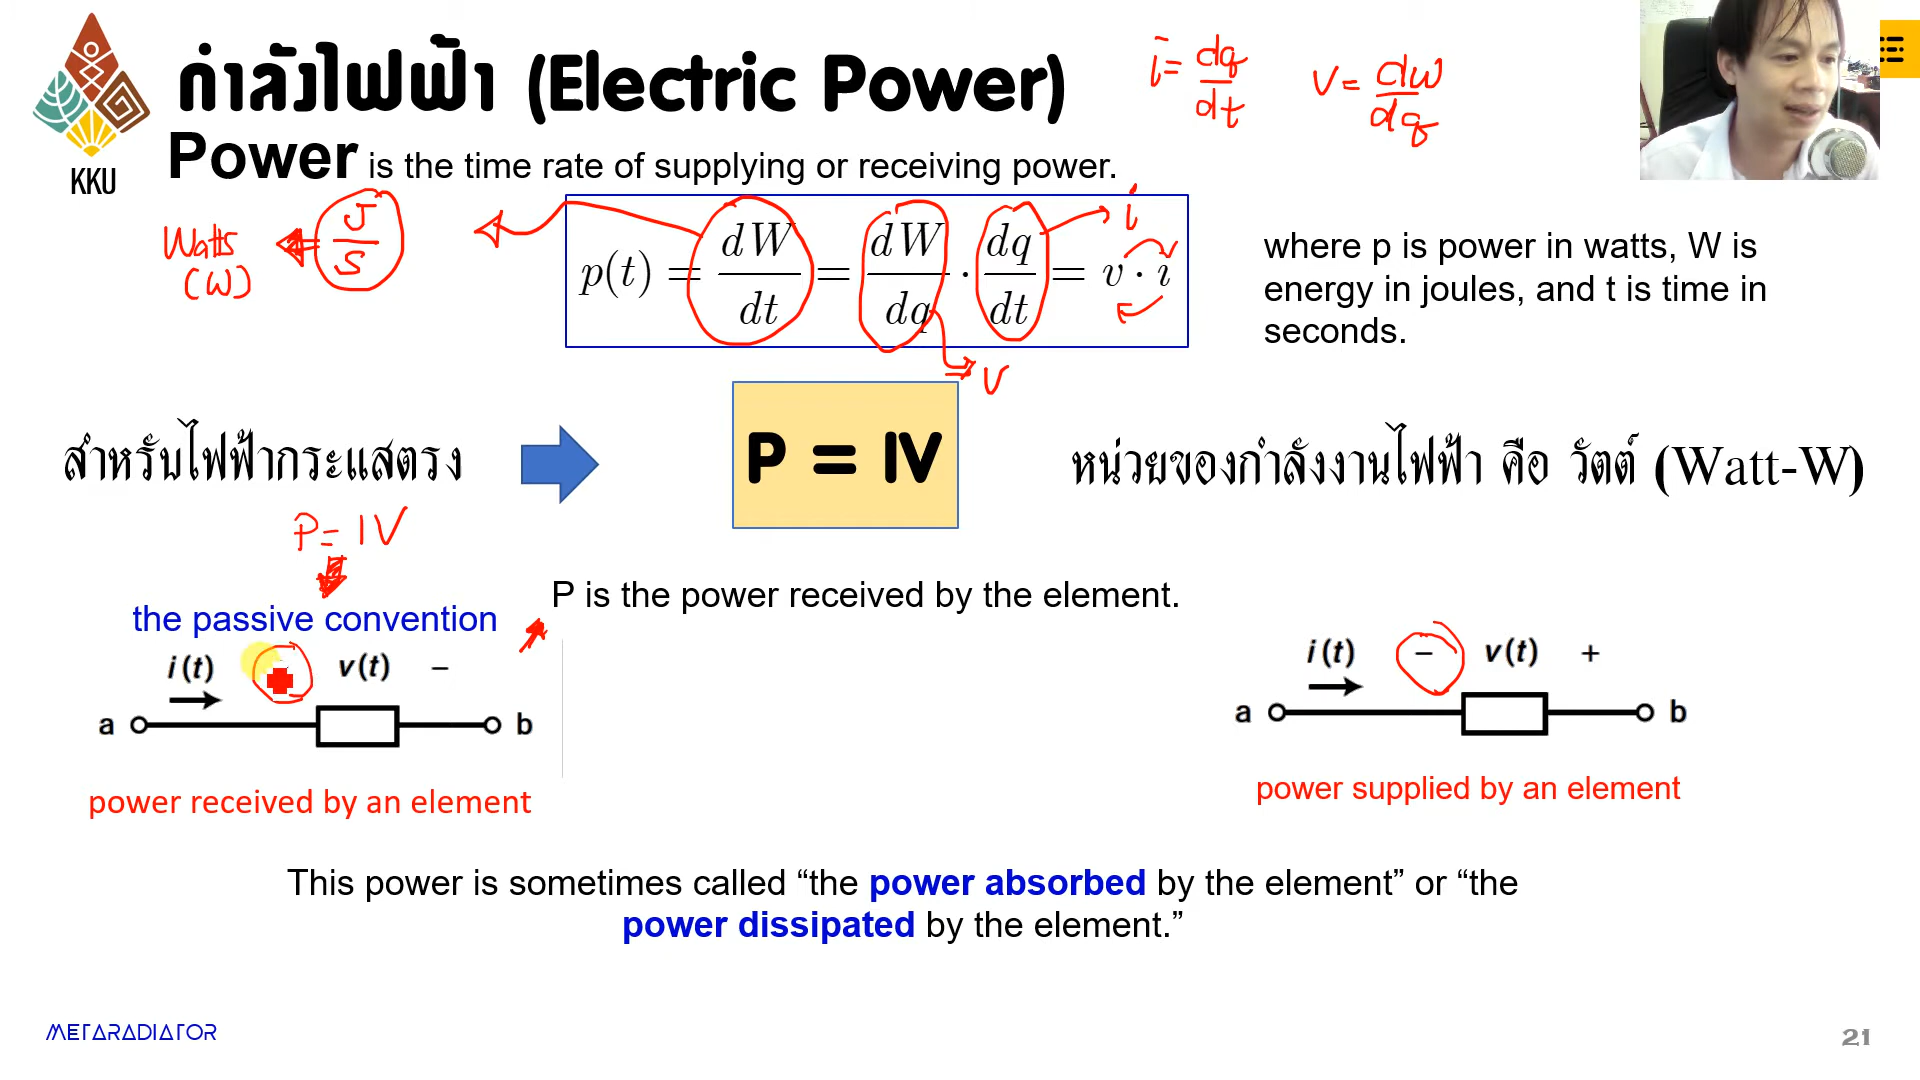 กำลังไฟฟ้า (Electric Power)
i = dq/dt
v = dw/dq
KKU
Power is the time rate of supplying or receiving power.
Watts
(W)
J/S
p(t) = dW/dt = dW/dq · dq/dt = v · i
i
v
where p is power in watts, W is
energy in joules, and t is time in
seconds.
สำหรับไฟฟ้ากระแสตรง
P = IV
หน่วยของกำลังงานไฟฟ้า คือ วัตต์ (Watt-W)
P = IV
the passive convention
P is the power received by the element.
i(t) + v(t) –
a b
power received by an element
i(t) – v(t) +
a b
power supplied by an element
This power is sometimes called “the power absorbed by the element” or “the
power dissipated by the element.”
METARADIATOR
21